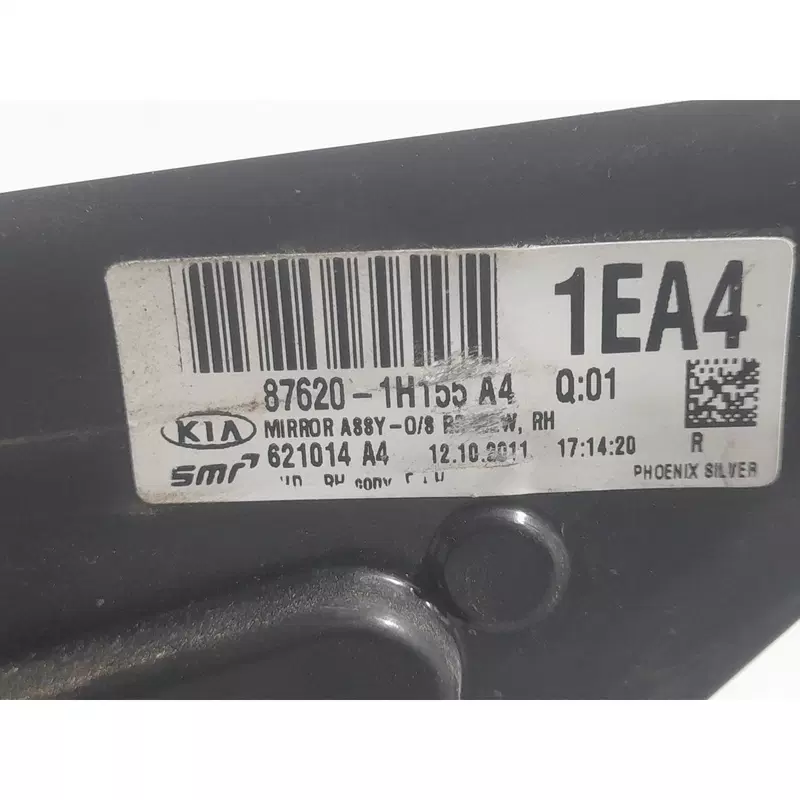 1EA4
87620-1H155 A4 Q:01
KIA MIRROR ASSY-O/S RH
smr 621014 A4 12.10.2011 17:14:20 R
PHOENIX SILVER